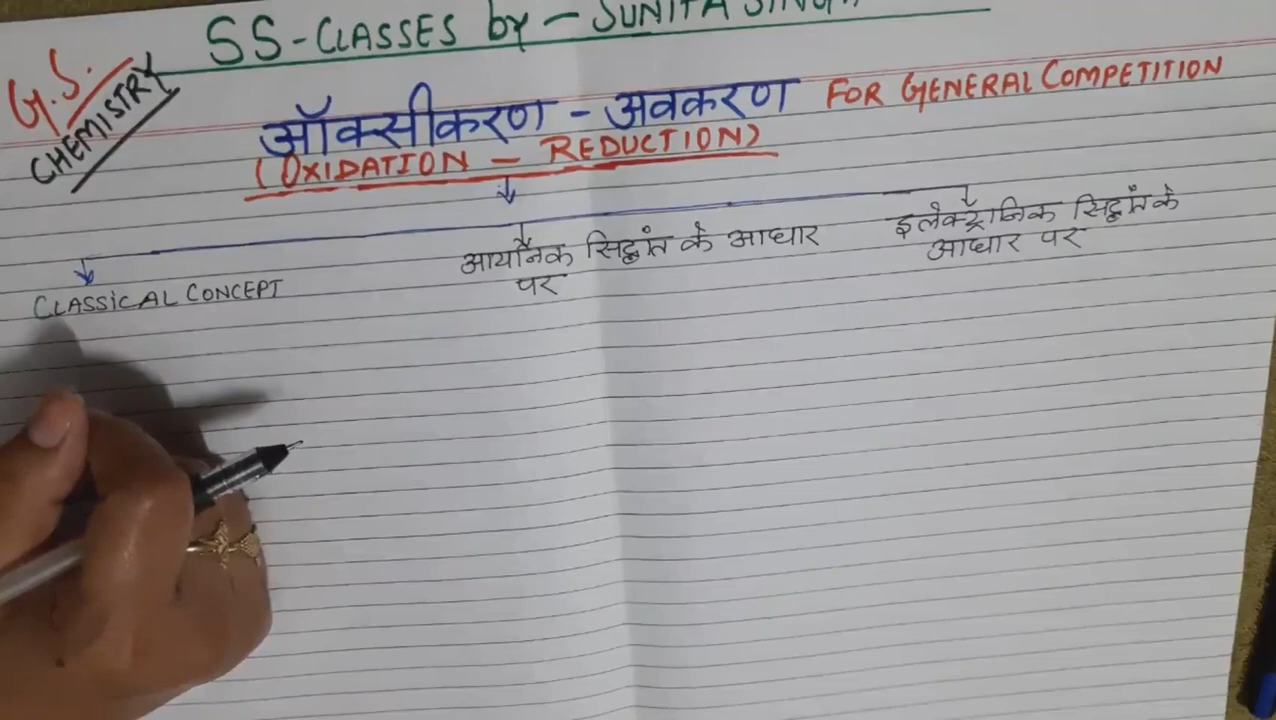 SS-CLASSES by - SUNITA SINGH
G.S.
CHEMISTRY
ऑक्सीकरण - अवकरण FOR GENERAL COMPETITION
(OXIDATION - REDUCTION)
CLASSICAL CONCEPT
आयनिक सिद्धांत के आधार
पर
इलेक्ट्रानिक सिद्धांत के
आधार पर